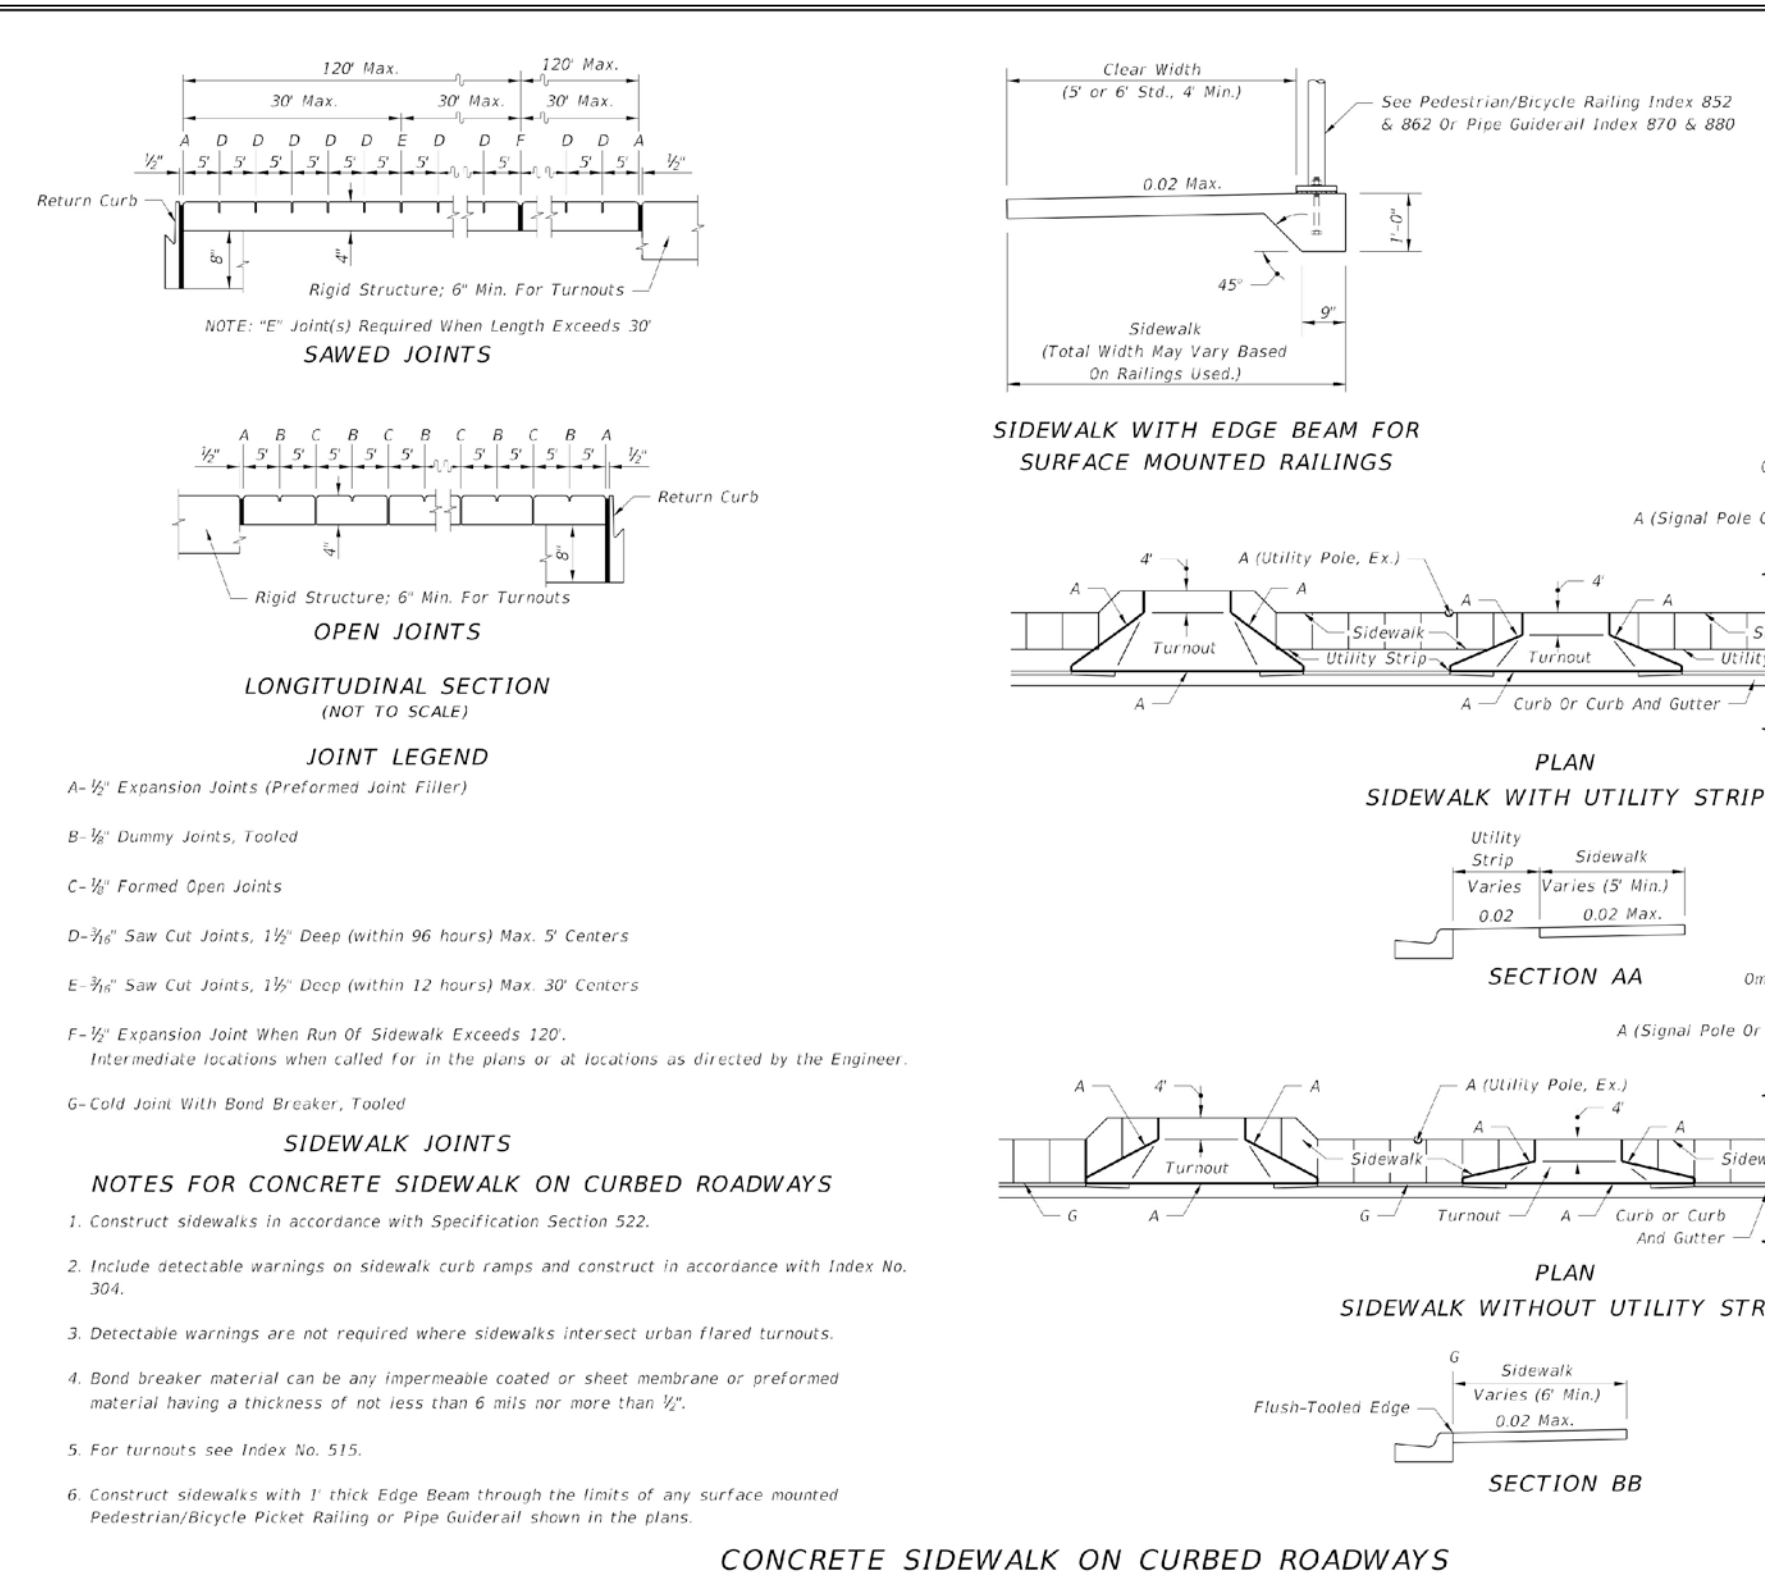 120' Max.
120' Max.
30' Max.
30' Max.
30' Max.
A D D D D D E D D F D D A
½" 5' 5' 5' 5' 5' 5' 5' 5' 5' 5' ½"
Return Curb
8"
4"
Rigid Structure; 6" Min. For Turnouts
NOTE: "E" Joint(s) Required When Length Exceeds 30'
SAWED JOINTS
A B C B C B C B C B A
½" 5' 5' 5' 5' 5' 5' 5' 5' 5' ½"
Return Curb
4"
8"
Rigid Structure; 6" Min. For Turnouts
OPEN JOINTS
LONGITUDINAL SECTION
(NOT TO SCALE)
JOINT LEGEND
A- ½" Expansion Joints (Preformed Joint Filler)
B- ⅛" Dummy Joints, Tooled
C- ⅛" Formed Open Joints
D- 3/16" Saw Cut Joints, 1½" Deep (within 96 hours) Max. 5' Centers
E- 3/16" Saw Cut Joints, 1½" Deep (within 12 hours) Max. 30' Centers
F- ½" Expansion Joint When Run Of Sidewalk Exceeds 120'.
Intermediate locations when called for in the plans or at locations as directed by the Engineer.
G- Cold Joint With Bond Breaker, Tooled
SIDEWALK JOINTS
NOTES FOR CONCRETE SIDEWALK ON CURBED ROADWAYS
1. Construct sidewalks in accordance with Specification Section 522.
2. Include detectable warnings on sidewalk curb ramps and construct in accordance with Index No.
304.
3. Detectable warnings are not required where sidewalks intersect urban flared turnouts.
4. Bond breaker material can be any impermeable coated or sheet membrane or preformed
material having a thickness of not less than 6 mils nor more than ½".
5. For turnouts see Index No. 515.
6. Construct sidewalks with 1' thick Edge Beam through the limits of any surface mounted
Pedestrian/Bicycle Picket Railing or Pipe Guiderail shown in the plans.
Clear Width
(5' or 6' Std., 4' Min.)
See Pedestrian/Bicycle Railing Index 852
& 862 Or Pipe Guiderail Index 870 & 880
0.02 Max.
1'-0"
45°
9"
Sidewalk
(Total Width May Vary Based
On Railings Used.)
SIDEWALK WITH EDGE BEAM FOR
SURFACE MOUNTED RAILINGS
A (Signal Pole
4'
A (Utility Pole, Ex.)
4'
A
A
A
A
Sidewalk
Turnout
Utility Strip
Turnout
Utility
A
A
Curb Or Curb And Gutter
PLAN
SIDEWALK WITH UTILITY STRIP
Utility
Strip
Sidewalk
Varies
Varies (5' Min.)
0.02
0.02 Max.
SECTION AA
A (Signal Pole Or
A
4'
A
A (Utility Pole, Ex.)
4'
A
A
Turnout
Sidewalk
G
A
G
Turnout
A
Curb or Curb
And Gutter
PLAN
SIDEWALK WITHOUT UTILITY
G
Sidewalk
Varies (6' Min.)
Flush-Tooled Edge
0.02 Max.
SECTION BB
CONCRETE SIDEWALK ON CURBED ROADWAYS